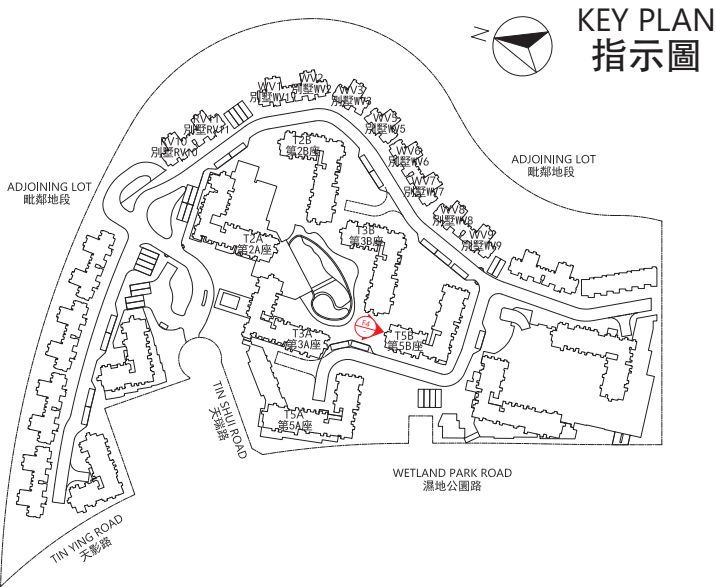 KEY PLAN
指示圖
N
WV1
別墅WV1
WV2
別墅WV2
WV3
別墅WV3
RV11
別墅RV11
WV5
別墅WV5
RV10
別墅RV10
T2B
第2B座
WV6
別墅WV6
ADJOINING LOT
毗鄰地段
WV7
別墅WV7
ADJOINING LOT
毗鄰地段
WV8
別墅WV8
T2A
第2A座
T3B
第3B座
WV9
別墅WV9
T3A
第3A座
T5B
第5B座
TIN SHUI ROAD
天瑞路
T5A
第5A座
WETLAND PARK ROAD
濕地公園路
TIN YING ROAD
天影路